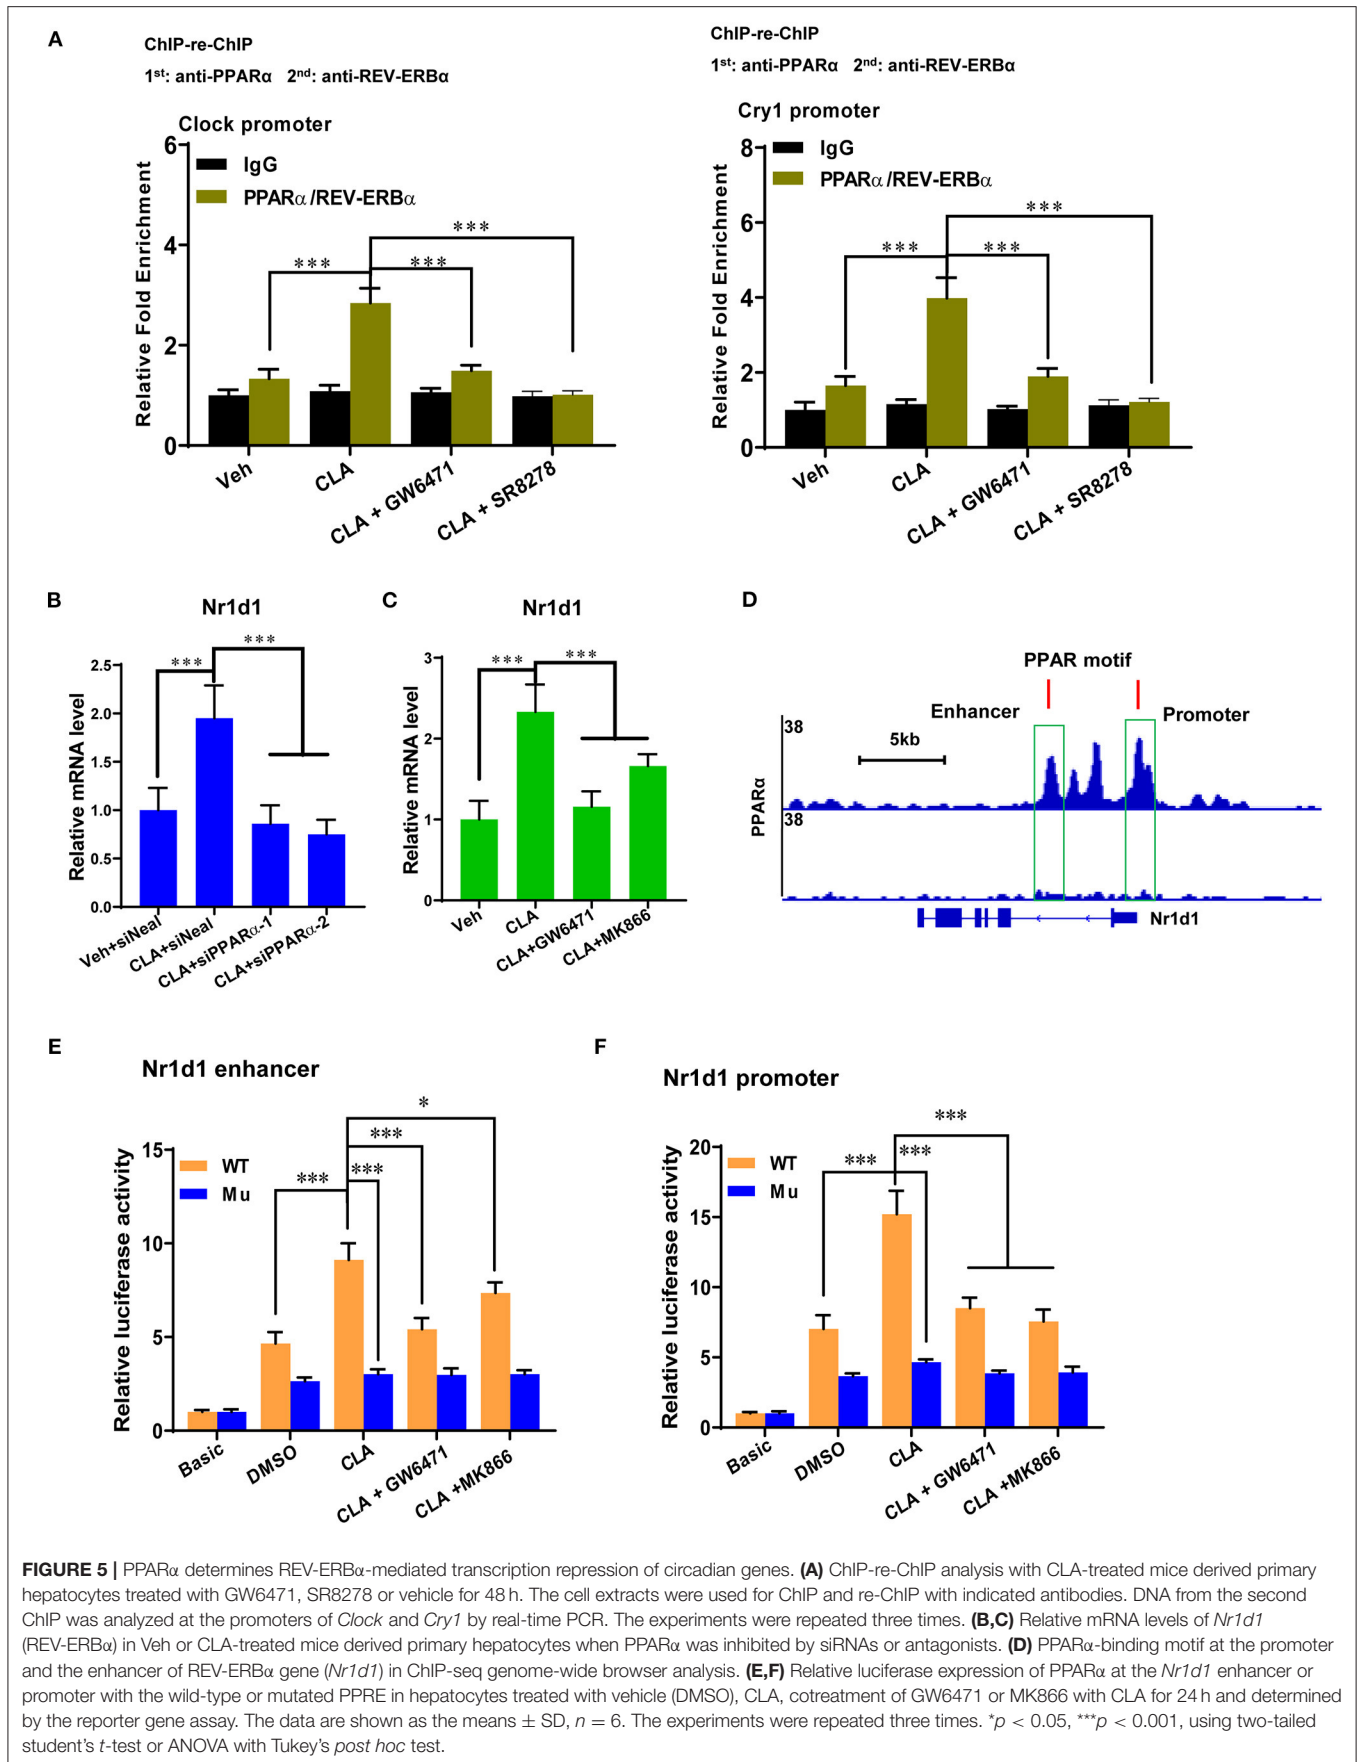 A
ChIP-re-ChIP
1st: anti-PPARα 2nd: anti-REV-ERBα
Clock promoter
IgG
PPARα/REV-ERBα
Relative Fold Enrichment
6
4
2
0
***
***
***
Veh
CLA
CLA + GW6471
CLA + SR8278
ChIP-re-ChIP
1st: anti-PPARα 2nd: anti-REV-ERBα
Cry1 promoter
IgG
PPARα/REV-ERBα
Relative Fold Enrichment
8
6
4
2
0
***
***
***
Veh
CLA
CLA + GW6471
CLA + SR8278
B
Nr1d1
Relative mRNA level
2.5
2.0
1.5
1.0
0.5
0.0
***
***
Veh+siNeal
CLA+siNeal
CLA+siPPARα-1
CLA+siPPARα-2
C
Nr1d1
Relative mRNA level
3
2
1
0
***
***
Veh
CLA
CLA+GW6471
CLA+MK866
D
PPAR motif
Enhancer
Promoter
38
5kb
PPARα
38
Nr1d1
E
Nr1d1 enhancer
WT
Mu
Relative luciferase activity
15
10
5
0
*
***
***
***
Basic
DMSO
CLA
CLA + GW6471
CLA +MK866
F
Nr1d1 promoter
WT
Mu
Relative luciferase activity
20
15
10
5
0
***
***
***
Basic
DMSO
CLA
CLA + GW6471
CLA +MK866
FIGURE 5 | PPARα determines REV-ERBα-mediated transcription repression of circadian genes. (A) ChIP-re-ChIP analysis with CLA-treated mice derived primary
hepatocytes treated with GW6471, SR8278 or vehicle for 48 h. The cell extracts were used for ChIP and re-ChIP with indicated antibodies. DNA from the second
ChIP was analyzed at the promoters of Clock and Cry1 by real-time PCR. The experiments were repeated three times. (B,C) Relative mRNA levels of Nr1d1
(REV-ERBα) in Veh or CLA-treated mice derived primary hepatocytes when PPARα was inhibited by siRNAs or antagonists. (D) PPARα-binding motif at the promoter
and the enhancer of REV-ERBα gene (Nr1d1) in ChIP-seq genome-wide browser analysis. (E,F) Relative luciferase expression of PPARα at the Nr1d1 enhancer or
promoter with the wild-type or mutated PPRE in hepatocytes treated with vehicle (DMSO), CLA, cotreatment of GW6471 or MK866 with CLA for 24 h and determined
by the reporter gene assay. The data are shown as the means ± SD, n = 6. The experiments were repeated three times. *p < 0.05, ***p < 0.001, using two-tailed
student's t-test or ANOVA with Tukey's post hoc test.